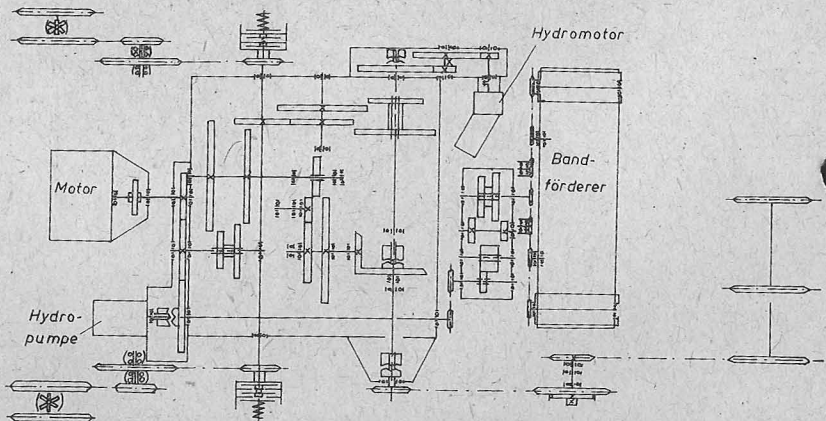 Hydromotor
Motor
Band-
förderer
Hydro-
pumpe